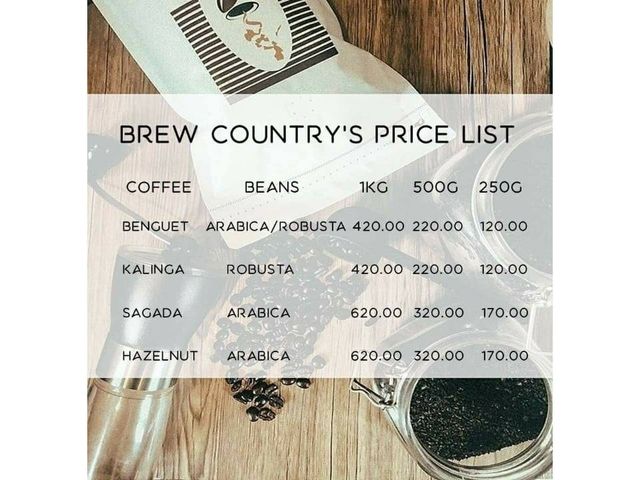 BREW COUNTRY'S PRICE LIST
COFFEE BEANS 1KG 500G 250G
BENGUET ARABICA/ROBUSTA 420.00 220.00 120.00
KALINGA ROBUSTA 420.00 220.00 120.00
SAGADA ARABICA 620.00 320.00 170.00
HAZELNUT ARABICA 620.00 320.00 170.00